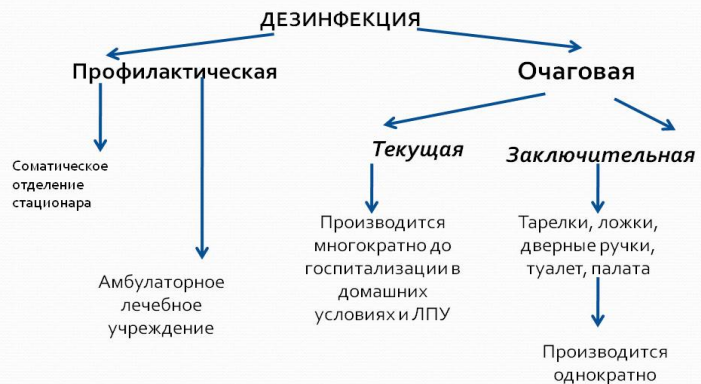 ДЕЗИНФЕКЦИЯ
Профилактическая
Очаговая
Текущая
Заключительная
Соматическое
отделение
стационара
Амбулаторное
лечебное
учреждение
Производится
многократно до
госпитализации в
домашних
условиях и ЛПУ
Тарелки, ложки,
дверные ручки,
туалет, палата
Производится
однократно